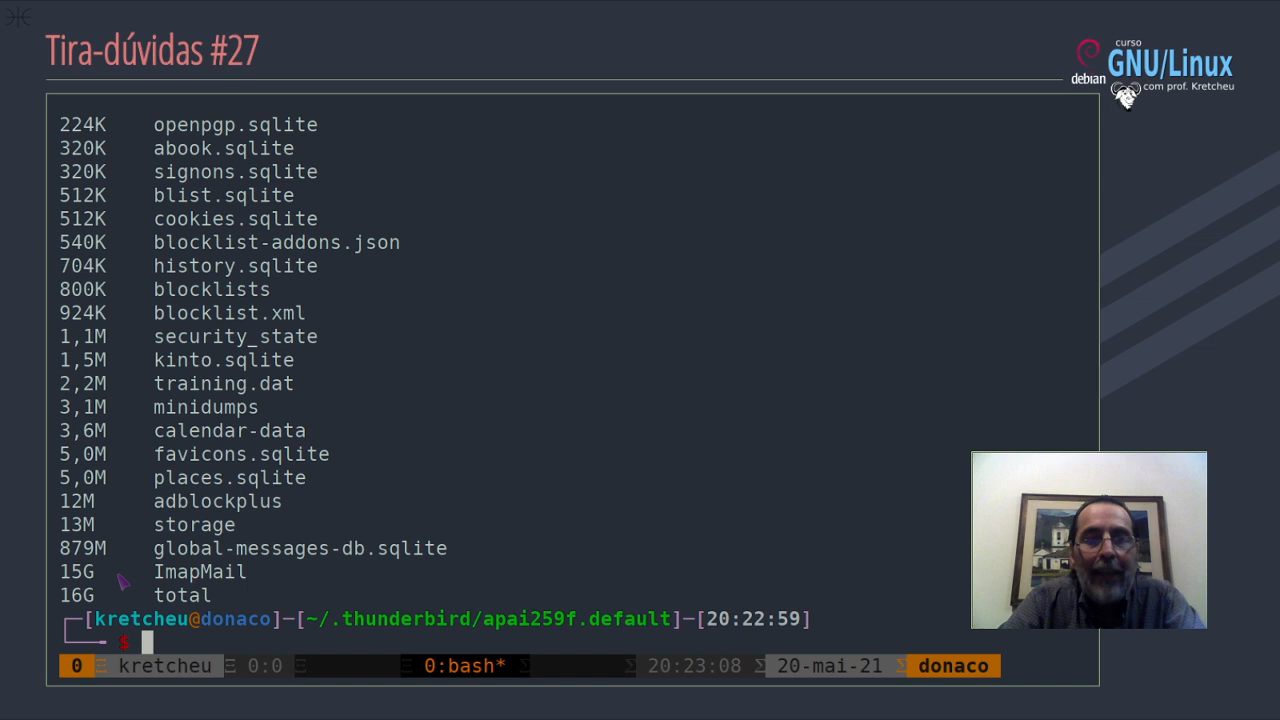 Tira-dúvidas #27
curso
GNU/Linux
debian
com prof. Kretcheu
224K openpgp.sqlite
320K abook.sqlite
320K signons.sqlite
512K blist.sqlite
512K cookies.sqlite
540K blocklist-addons.json
704K history.sqlite
800K blocklists
924K blocklist.xml
1,1M security_state
1,5M kinto.sqlite
2,2M training.dat
3,1M minidumps
3,6M calendar-data
5,0M favicons.sqlite
5,0M places.sqlite
12M adblockplus
13M storage
879M global-messages-db.sqlite
15G ImapMail
16G total
┌─[kretcheu@donaco]─[~/.thunderbird/apai259f.default]─[20:22:59]
└──╴ $
0 Ξ kretcheu Ξ 0:0 Ξ Ξ 0:bash* Σ Σ 20:23:08 Σ 20-mai-21 Σ donaco